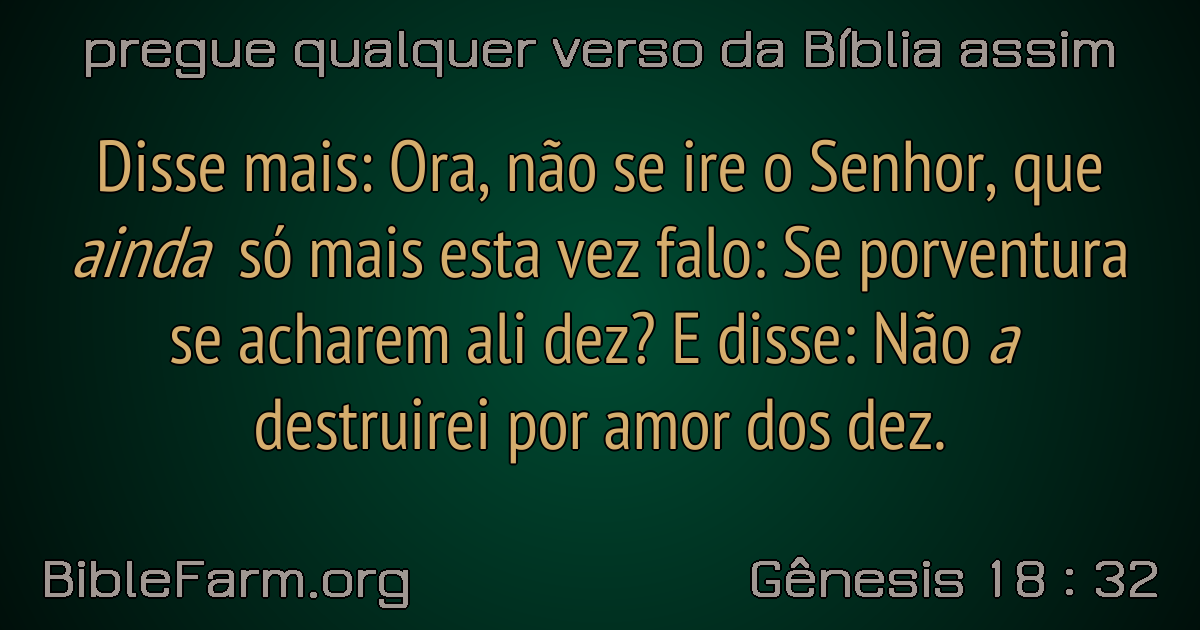 pregue qualquer verso da Bíblia assim
Disse mais: Ora, não se ire o Senhor, que
ainda só mais esta vez falo: Se porventura
se acharem ali dez? E disse: Não a
destruirei por amor dos dez.
BibleFarm.org
Gênesis 18 : 32